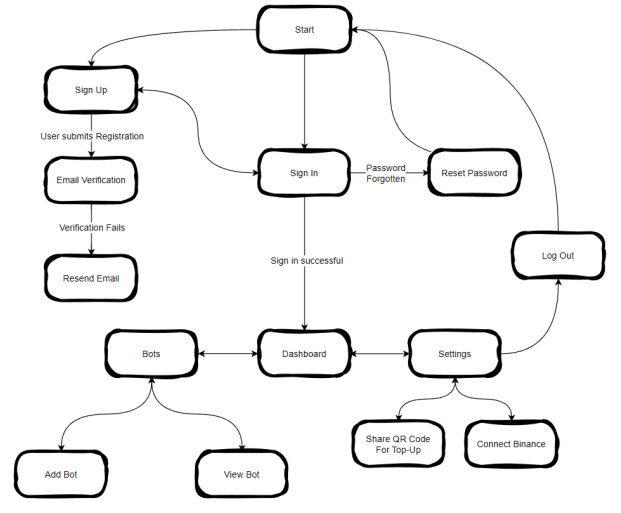 Start
Sign Up
User submits Registration
Email Verification
Sign In
Password
Forgotten
Reset Password
Verification Fails
Resend Email
Sign in successful
Log Out
Bots
Dashboard
Settings
Share QR Code
For Top-Up
Connect Binance
Add Bot
View Bot